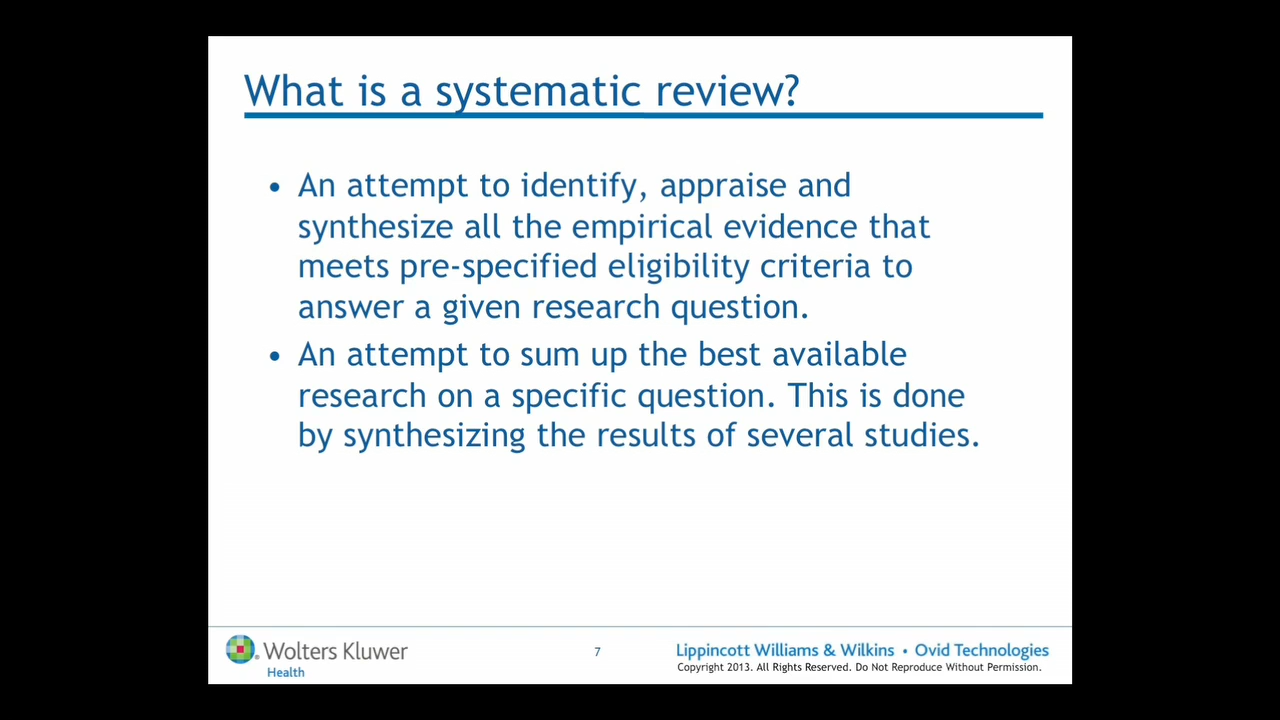 What is a systematic review?
• An attempt to identify, appraise and
synthesize all the empirical evidence that
meets pre-specified eligibility criteria to
answer a given research question.
• An attempt to sum up the best available
research on a specific question. This is done
by synthesizing the results of several studies.
Wolters Kluwer
Health
7
Lippincott Williams & Wilkins • Ovid Technologies
Copyright 2013. All Rights Reserved. Do Not Reproduce Without Permission.